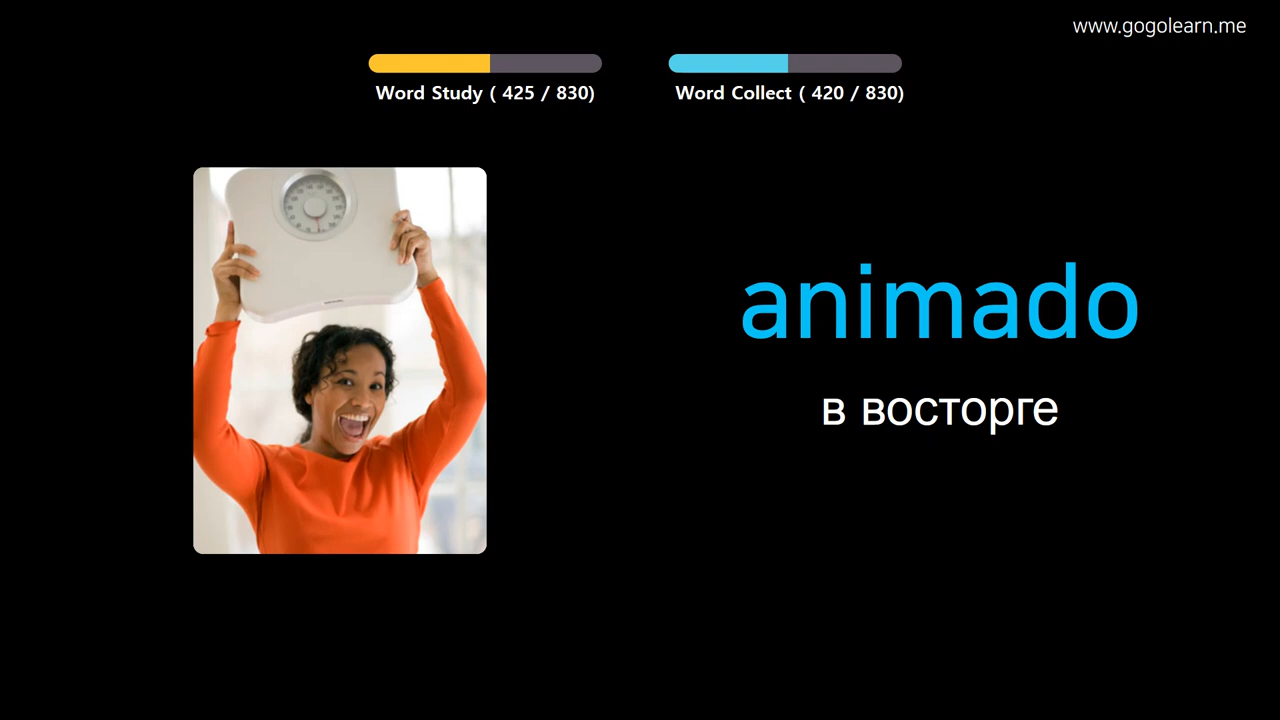 www.gogolearn.me
Word Study ( 425 / 830)
Word Collect ( 420 / 830)
animado
в восторге